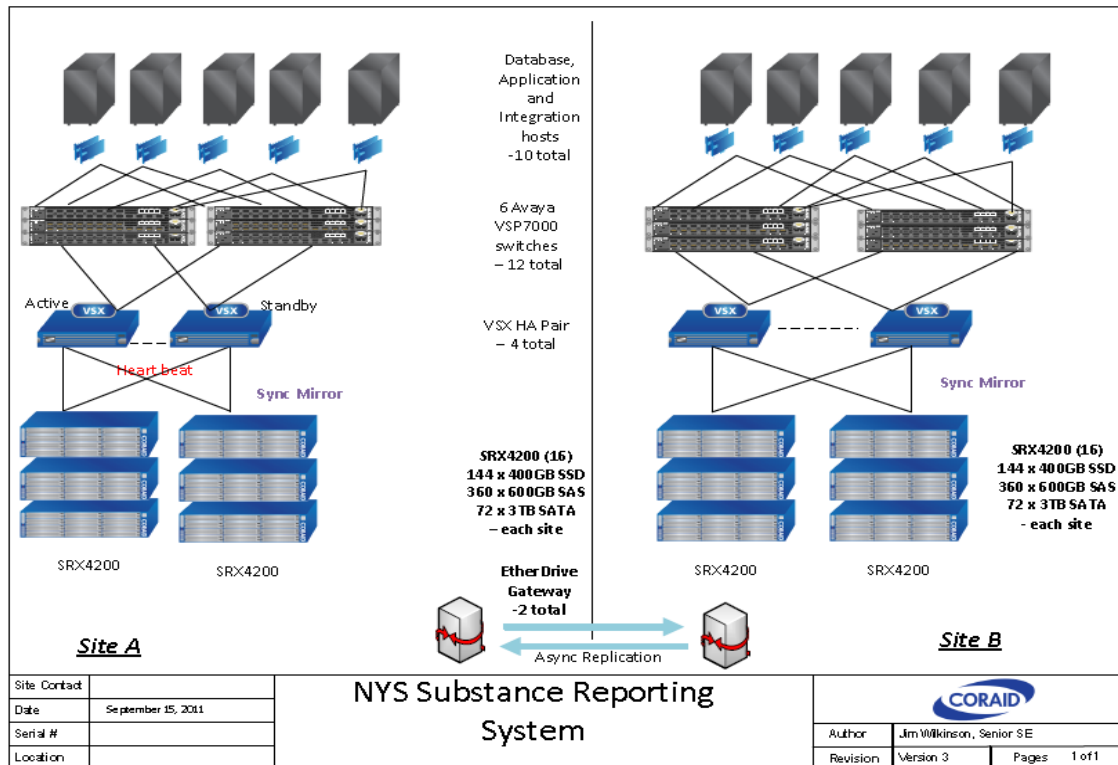 Database,
Application
and
Integration
hosts
-10 total
6 Avaya
VSP7000
switches
– 12 total
Active
VSX
VSX
Standby
VSX HA Pair
– 4 total
VSX
VSX
Heart beat
Sync Mirror
Sync Mirror
CORAID
SRX4200 (16)
144 x 400GB SSD
360 x 600GB SAS
72 x 3TB SATA
– each site
SRX4200 (16)
144 x 400GB SSD
360 x 600GB SAS
72 x 3TB SATA
- each site
SRX4200
SRX4200
SRX4200
SRX4200
EtherDrive
Gateway
-2 total
Async Replication
Site A
Site B
Site Contact
Date September 15, 2011
Serial #
Location
NYS Substance Reporting
System
CORAID
Author Jim Wilkinson, Senior SE
Revision Version 3 Pages 1 of 1